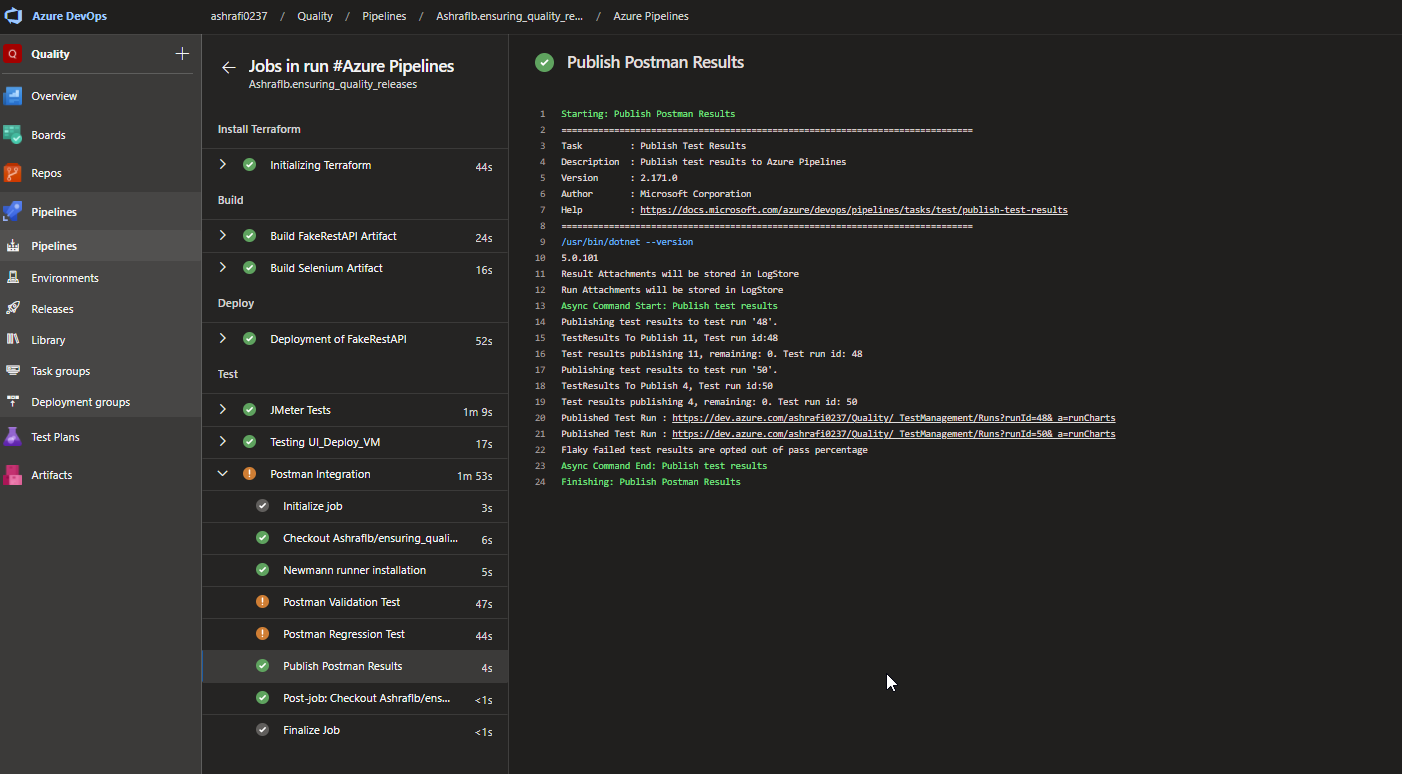 Azure DevOps
ashrafi0237 / Quality / Pipelines / Ashraflb.ensuring_quality_re... / Azure Pipelines
Q Quality
Overview
Boards
Repos
Pipelines
Pipelines
Environments
Releases
Library
Task groups
Deployment groups
Test Plans
Artifacts
Jobs in run #Azure Pipelines
Ashraflb.ensuring_quality_releases
Install Terraform
Initializing Terraform 44s
Build
Build FakeRestAPI Artifact 24s
Build Selenium Artifact 16s
Deploy
Deployment of FakeRestAPI 52s
Test
JMeter Tests 1m 9s
Testing UI_Deploy_VM 17s
Postman Integration 1m 53s
Initialize job 3s
Checkout Ashraflb/ensuring_quali... 6s
Newmann runner installation 5s
Postman Validation Test 47s
Postman Regression Test 44s
Publish Postman Results 4s
Post-job: Checkout Ashraflb/ens... <1s
Finalize Job <1s
Publish Postman Results
1 Starting: Publish Postman Results
2 ==============================================================================
3 Task : Publish Test Results
4 Description : Publish test results to Azure Pipelines
5 Version : 2.171.0
6 Author : Microsoft Corporation
7 Help : https://docs.microsoft.com/azure/devops/pipelines/tasks/test/publish-test-results
8 ==============================================================================
9 /usr/bin/dotnet --version
10 5.0.101
11 Result Attachments will be stored in LogStore
12 Run Attachments will be stored in LogStore
13 Async Command Start: Publish test results
14 Publishing test results to test run '48'.
15 TestResults To Publish 11, Test run id:48
16 Test results publishing 11, remaining: 0. Test run id: 48
17 Publishing test results to test run '50'.
18 TestResults To Publish 4, Test run id:50
19 Test results publishing 4, remaining: 0. Test run id: 50
20 Published Test Run : https://dev.azure.com/ashrafi0237/Quality/_TestManagement/Runs?runId=48&_a=runCharts
21 Published Test Run : https://dev.azure.com/ashrafi0237/Quality/_TestManagement/Runs?runId=50&_a=runCharts
22 Flaky failed test results are opted out of pass percentage
23 Async Command End: Publish test results
24 Finishing: Publish Postman Results